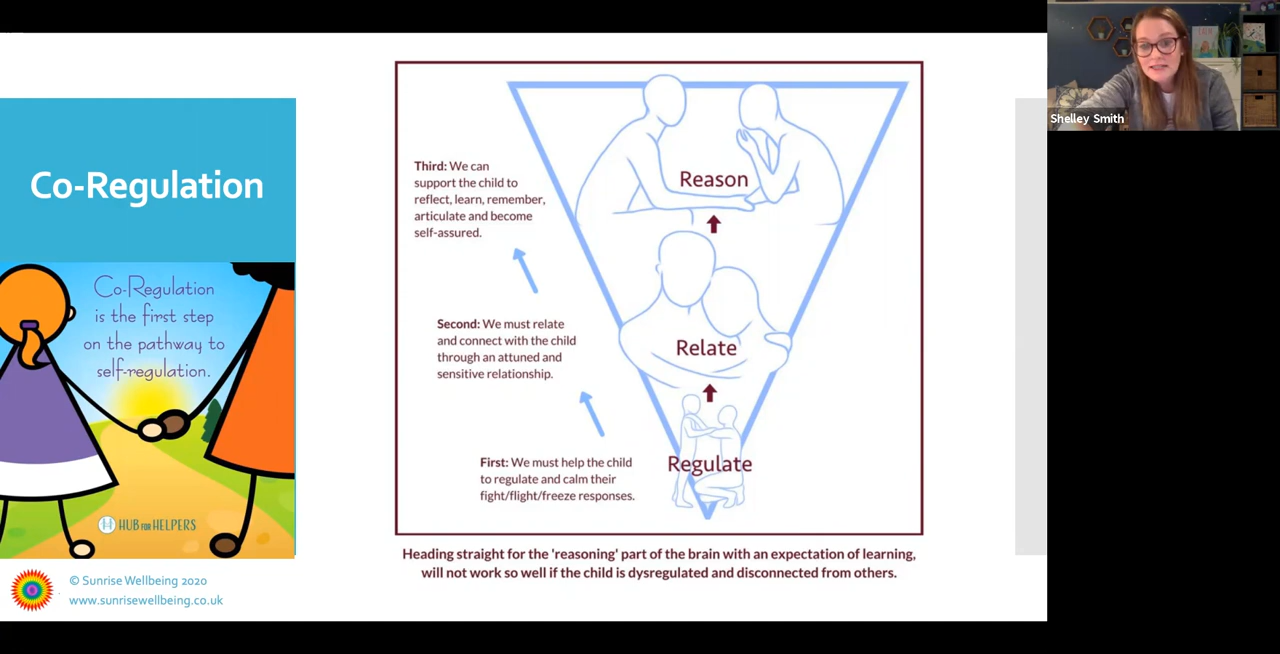 Co-Regulation
Co-Regulation
is the first step
on the pathway to
self-regulation.
HUB FOR HELPERS
© Sunrise Wellbeing 2020
www.sunrisewellbeing.co.uk
Third: We can
support the child to
reflect, learn, remember,
articulate and become
self-assured.
Reason
Second: We must relate
and connect with the child
through an attuned and
sensitive relationship.
Relate
First: We must help the child
to regulate and calm their
fight/flight/freeze responses.
Regulate
Heading straight for the 'reasoning' part of the brain with an expectation of learning,
will not work so well if the child is dysregulated and disconnected from others.
Shelley Smith